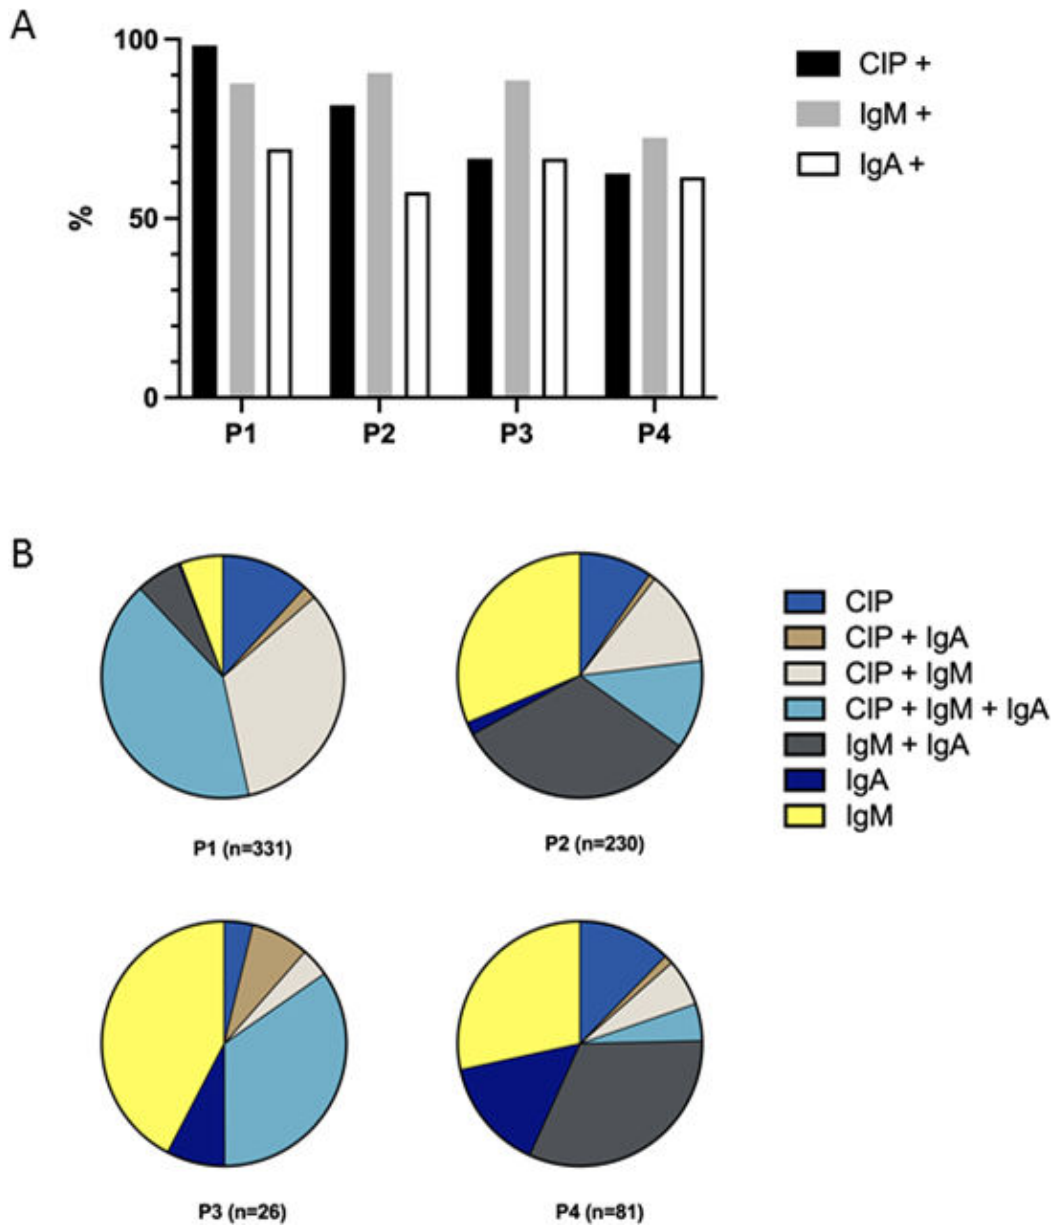 A
100
50
0
%
P1
P2
P3
P4
CIP +
IgM +
IgA +
B
P1 (n=331)
P2 (n=230)
CIP
CIP + IgA
CIP + IgM
CIP + IgM + IgA
IgM + IgA
IgA
IgM
P3 (n=26)
P4 (n=81)